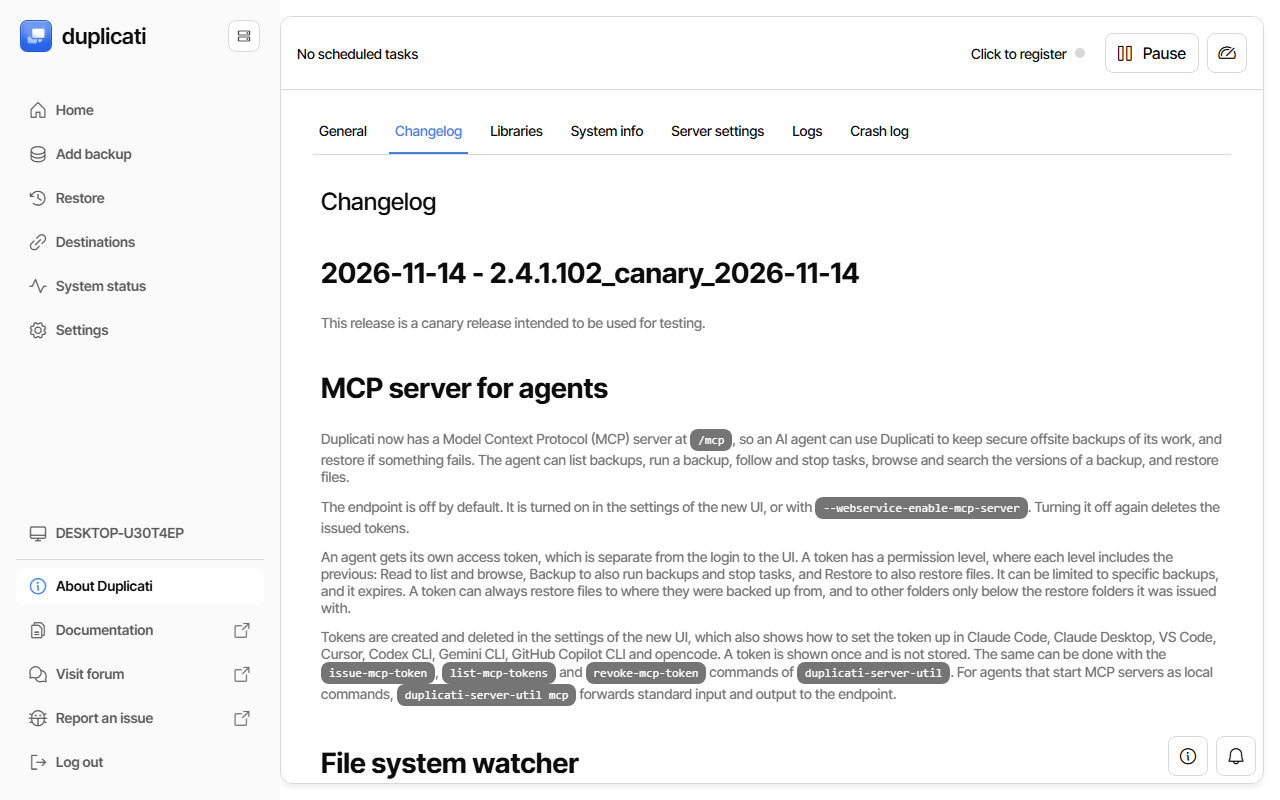 duplicati
Home
Add backup
Restore
Destinations
System status
Settings
DESKTOP-U30T4EP
About Duplicati
Documentation
Visit forum
Report an issue
Log out
No scheduled tasks
Click to register
Pause
General
Changelog
Libraries
System info
Server settings
Logs
Crash log
Changelog
2026-11-14 - 2.4.1.102_canary_2026-11-14
This release is a canary release intended to be used for testing.
MCP server for agents
Duplicati now has a Model Context Protocol (MCP) server at /mcp, so an AI agent can use Duplicati to keep secure offsite backups of its work, and
restore if something fails. The agent can list backups, run a backup, follow and stop tasks, browse and search the versions of a backup, and restore
files.
The endpoint is off by default. It is turned on in the settings of the new UI, or with --webservice-enable-mcp-server. Turning it off again deletes the
issued tokens.
An agent gets its own access token, which is separate from the login to the UI. A token has a permission level, where each level includes the
previous: Read to list and browse, Backup to also run backups and stop tasks, and Restore to also restore files. It can be limited to specific backups,
and it expires. A token can always restore files to where they were backed up from, and to other folders only below the restore folders it was issued
with.
Tokens are created and deleted in the settings of the new UI, which also shows how to set the token up in Claude Code, Claude Desktop, VS Code,
Cursor, Codex CLI, Gemini CLI, GitHub Copilot CLI and opencode. A token is shown once and is not stored. The same can be done with the
issue-mcp-token, list-mcp-tokens and revoke-mcp-token commands of duplicati-server-util. For agents that start MCP servers as local
commands, duplicati-server-util mcp forwards standard input and output to the endpoint.
File system watcher